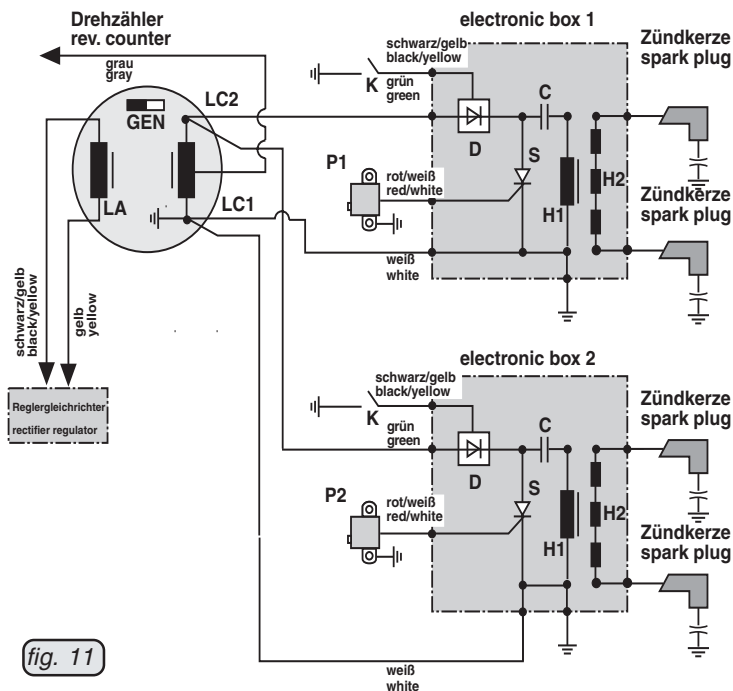 Drehzähler
rev. counter
grau
gray
LC2
GEN
LA
LC1
schwarz/gelb
black/yellow
gelb
yellow
Reglergleichrichter
rectifier regulator
electronic box 1
schwarz/gelb
black/yellow
K
grün
green
C
D
S
P1
rot/weiß
red/white
H1
H2
weiß
white
Zündkerze
spark plug
Zündkerze
spark plug
electronic box 2
schwarz/gelb
black/yellow
K
grün
green
C
D
S
P2
rot/weiß
red/white
H1
H2
Zündkerze
spark plug
Zündkerze
spark plug
weiß
white
fig. 11